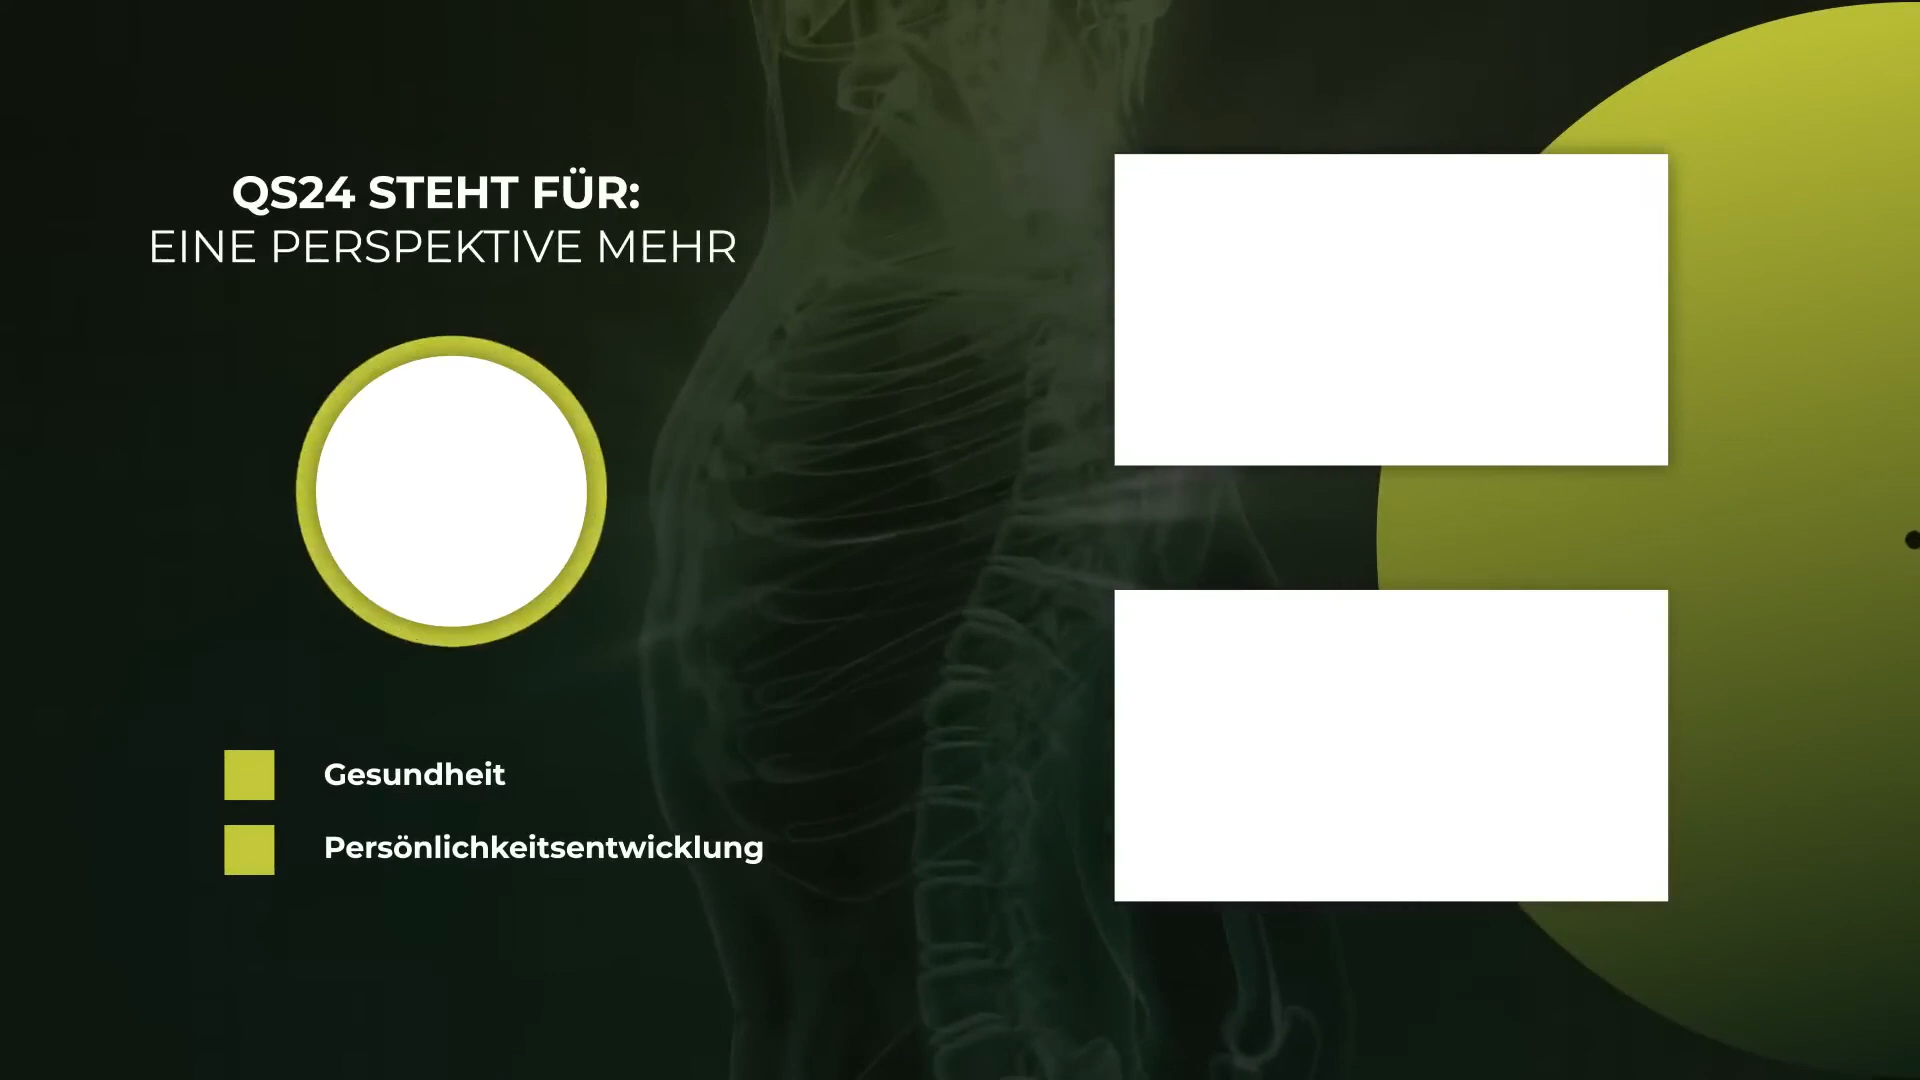 QS24 STEHT FÜR:
EINE PERSPEKTIVE MEHR
Gesundheit
Persönlichkeitsentwicklung